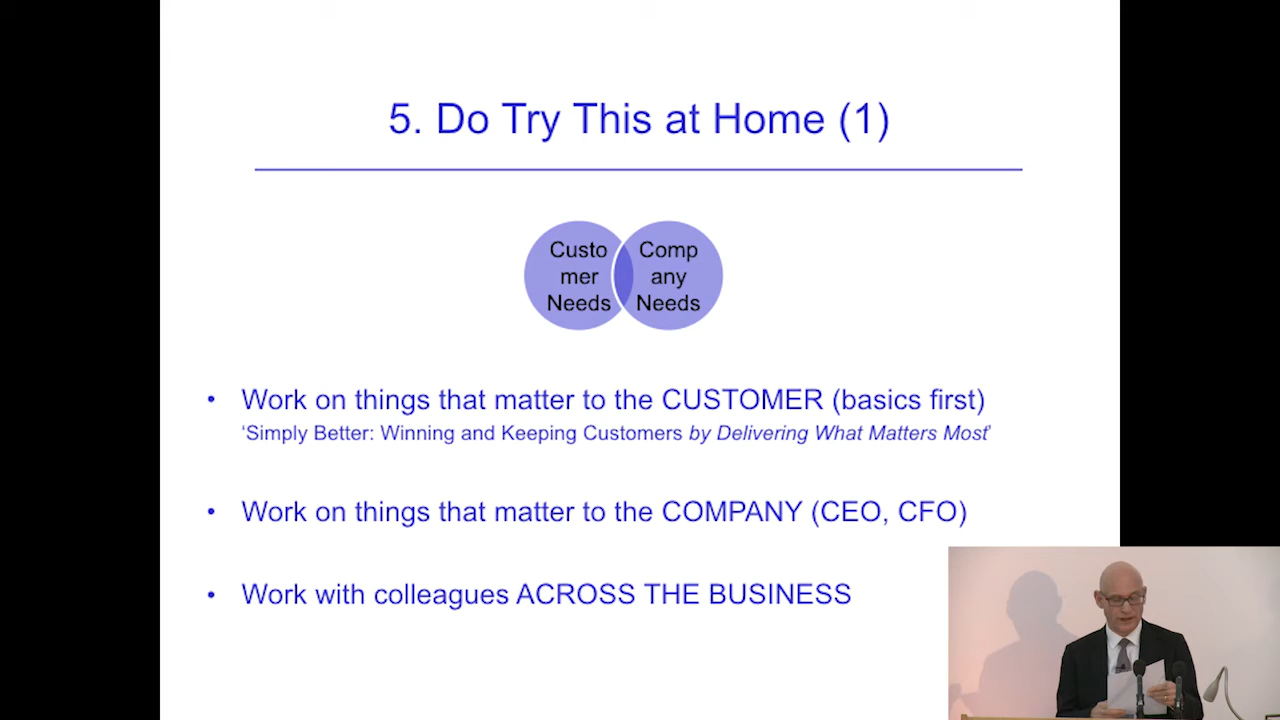 5. Do Try This at Home (1)
Custo
mer
Needs
Comp
any
Needs
• Work on things that matter to the CUSTOMER (basics first)
‘Simply Better: Winning and Keeping Customers by Delivering What Matters Most’
• Work on things that matter to the COMPANY (CEO, CFO)
• Work with colleagues ACROSS THE BUSINESS